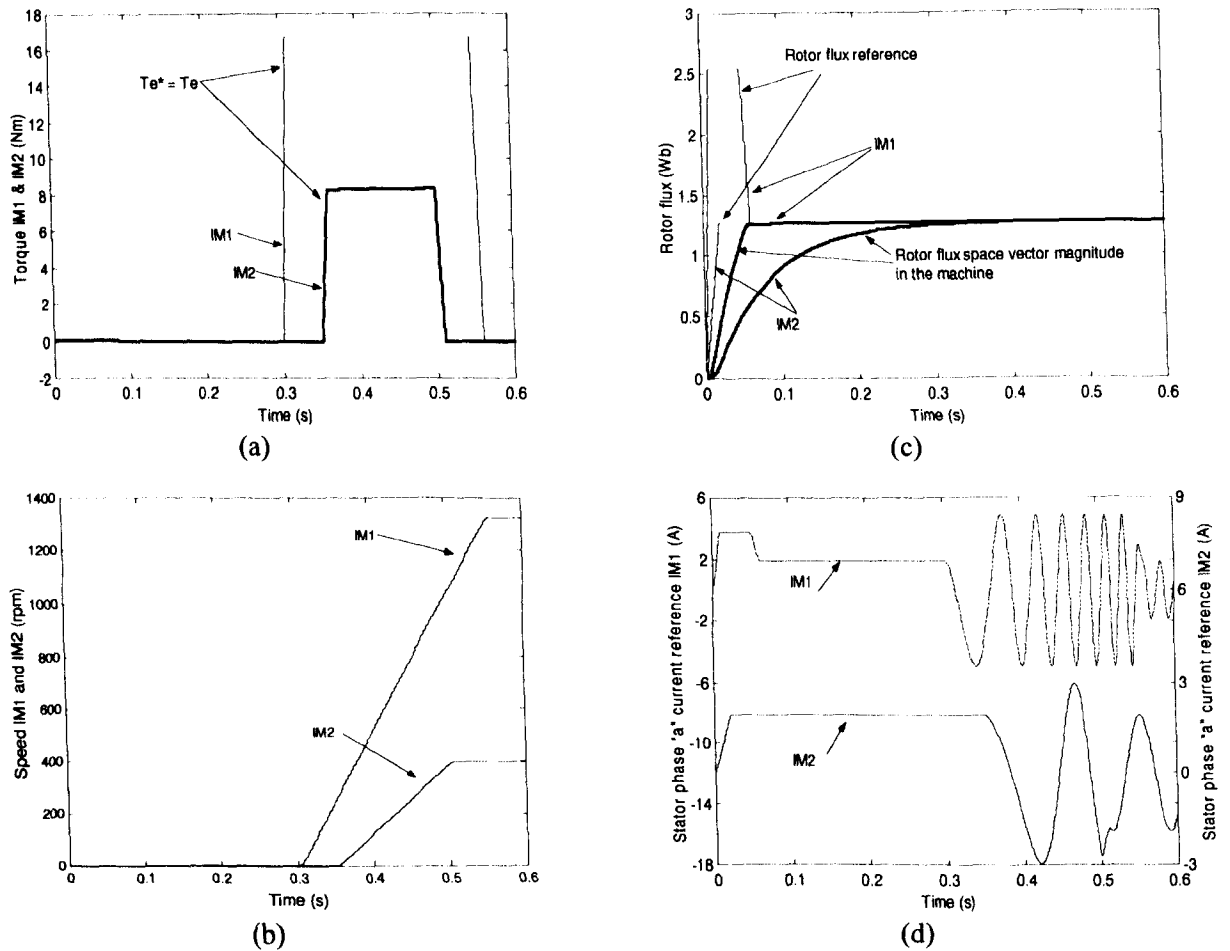 (a)
Torque IM1 & IM2 (Nm)
18
16
14
12
10
8
6
4
2
0
-2
Te* = Te
IM1
IM2
0 0.1 0.2 0.3 0.4 0.5 0.6
Time (s)
(a)
(c)
Rotor flux (Wb)
3
2.5
2
1.5
1
0.5
0
Rotor flux reference
IM1
Rotor flux space vector magnitude
in the machine
IM2
0 0.1 0.2 0.3 0.4 0.5 0.6
Time (s)
(c)
Speed IM1 and IM2 (rpm)
1400
1200
1000
800
600
400
200
0
IM1
IM2
0 0.1 0.2 0.3 0.4 0.5 0.6
Time (s)
(b)
Stator phase "a" current reference IM1 (A)
6
2
-2
-6
-10
-14
-18
IM1
IM2
9
6
3
0
-3
Stator phase "a" current reference IM2 (A)
0 0.1 0.2 0.3 0.4 0.5 0.6
Time (s)
(d)